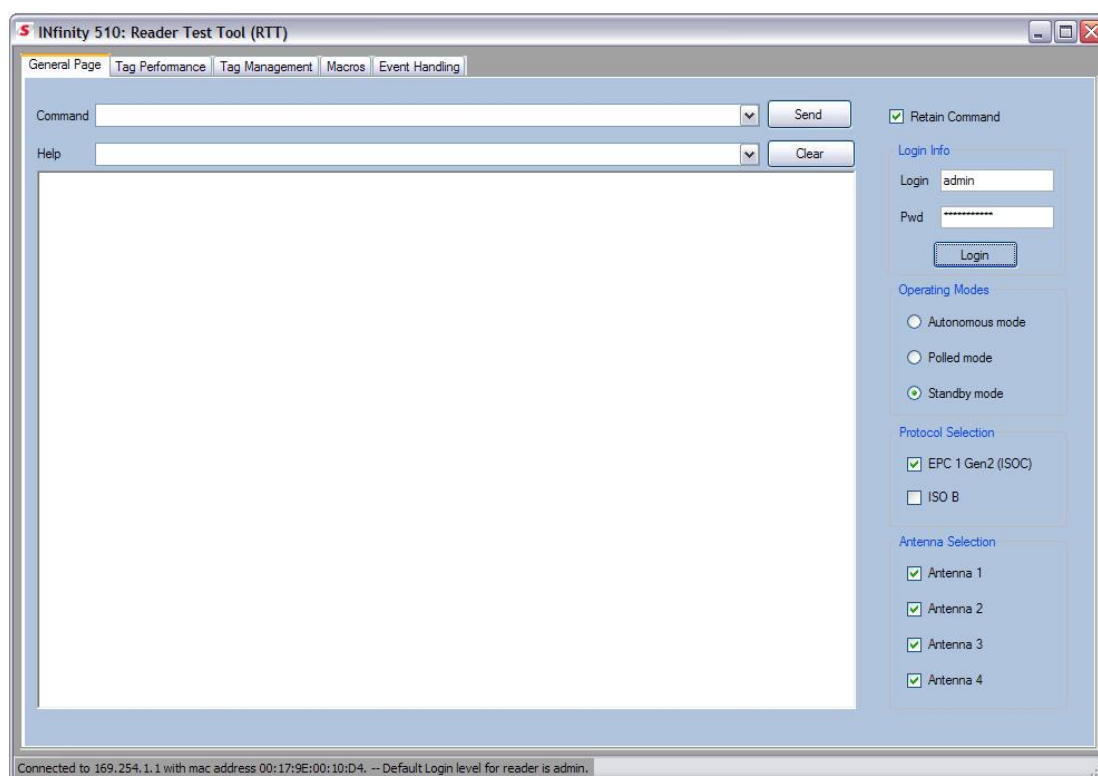 S INfinity 510: Reader Test Tool (RTT)
General Page Tag Performance Tag Management Macros Event Handling
Command Send Retain Command
Help Clear Login Info
Login admin
Pwd ***********
Login
Operating Modes
Autonomous mode
Polled mode
Standby mode
Protocol Selection
EPC 1 Gen2 (ISOC)
ISO B
Antenna Selection
Antenna 1
Antenna 2
Antenna 3
Antenna 4
Connected to 169.254.1.1 with mac address 00:17:9E:00:10:D4. -- Default Login level for reader is admin.